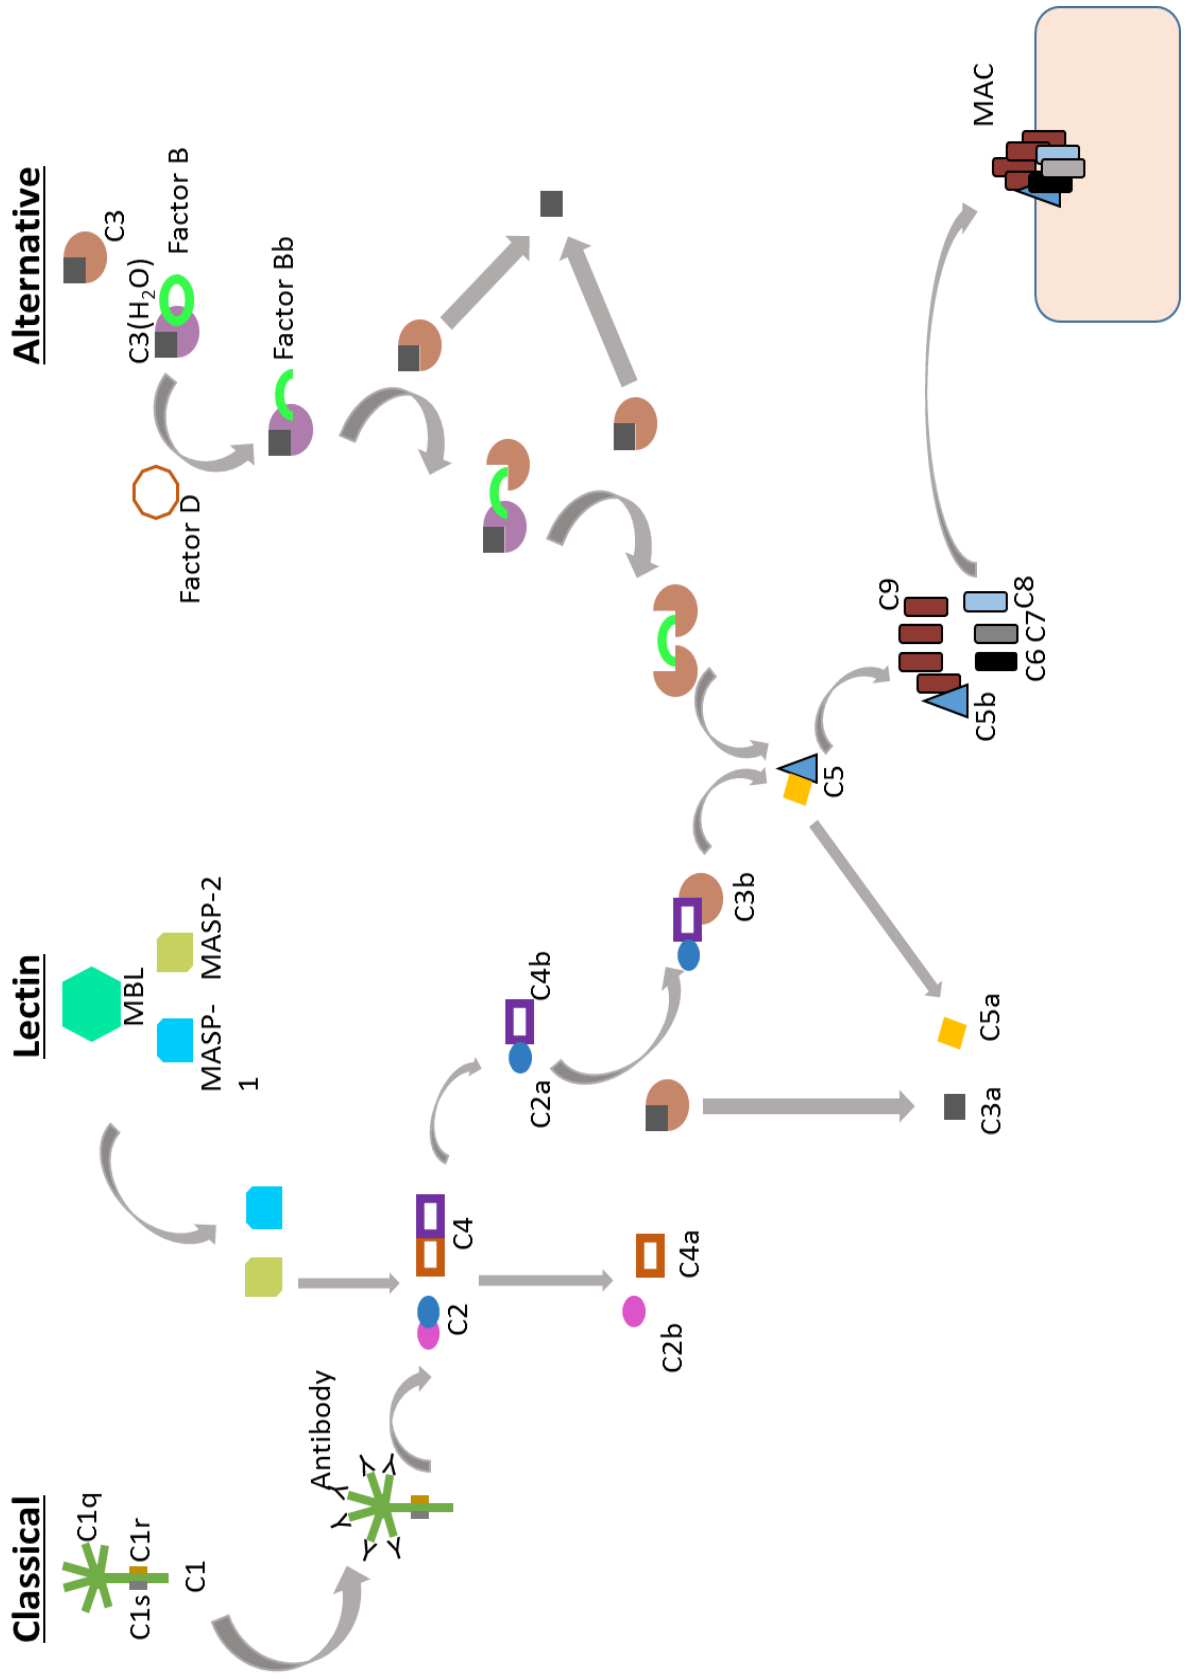 Classical
Lectin
Alternative
C1q
C1s
C1r
C1
Antibody
MBL
MASP-
1
MASP-2
C3
C3(H2O)
Factor B
Factor D
Factor Bb
C2
C4
C2b
C4a
C2a
C4b
C3b
C3a
C5a
C5
C5b
C9
C6
C7
C8
MAC